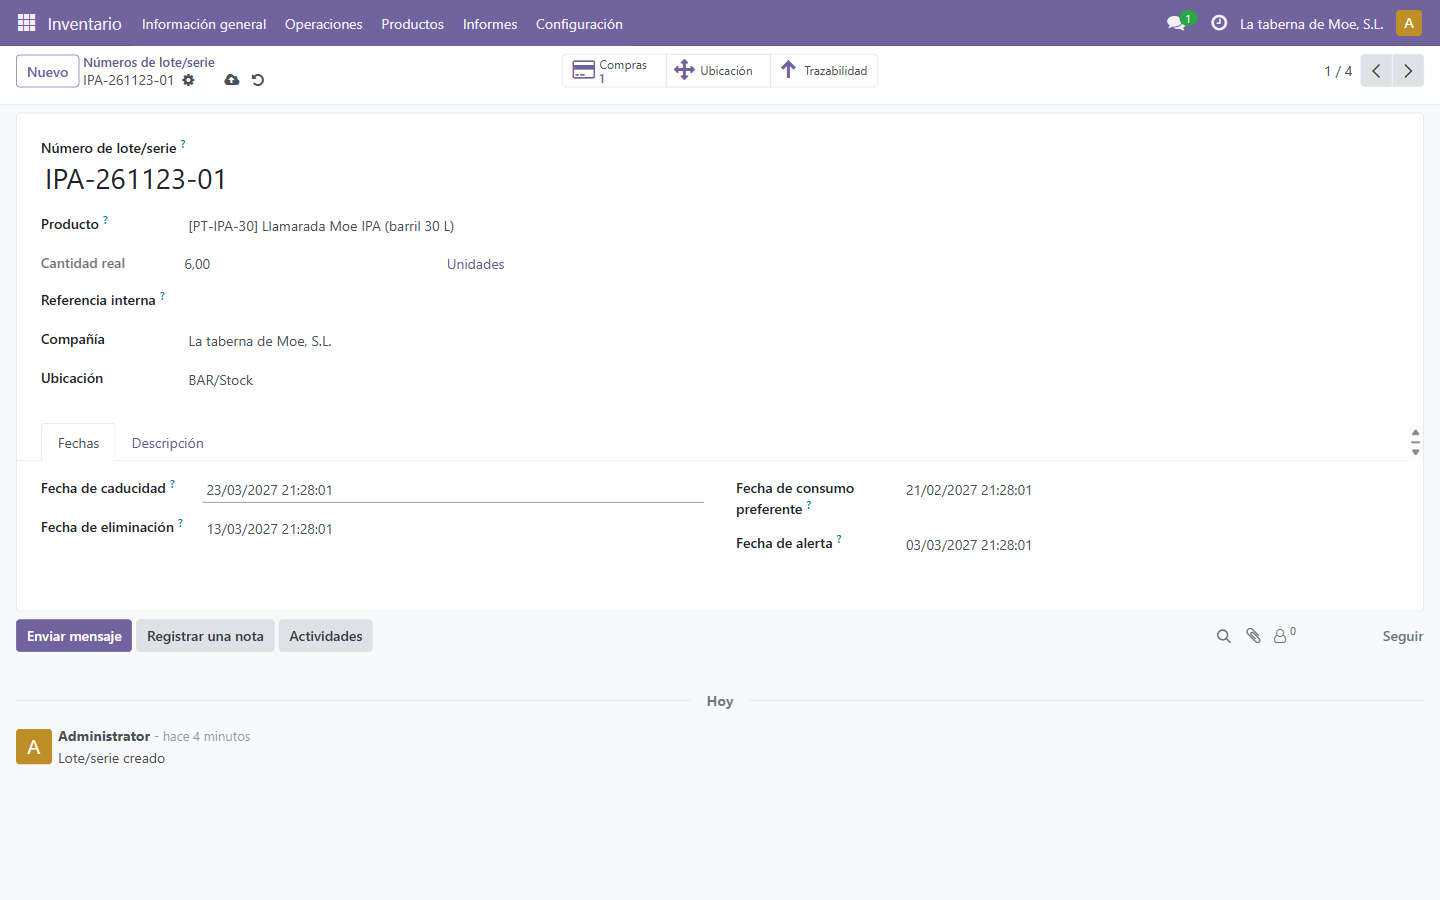 Inventario
Información general
Operaciones
Productos
Informes
Configuración
1
La taberna de Moe, S.L.
A
Nuevo
Números de lote/serie
IPA-261123-01
Compras
1
Ubicación
Trazabilidad
1 / 4
Número de lote/serie ?
IPA-261123-01
Producto ?
[PT-IPA-30] Llamarada Moe IPA (barril 30 L)
Cantidad real
6,00
Unidades
Referencia interna ?
Compañía
La taberna de Moe, S.L.
Ubicación
BAR/Stock
Fechas
Descripción
Fecha de caducidad ?
23/03/2027 21:28:01
Fecha de eliminación ?
13/03/2027 21:28:01
Fecha de consumo
preferente ?
21/02/2027 21:28:01
Fecha de alerta ?
03/03/2027 21:28:01
Enviar mensaje
Registrar una nota
Actividades
0
Seguir
Hoy
A
Administrator - hace 4 minutos
Lote/serie creado